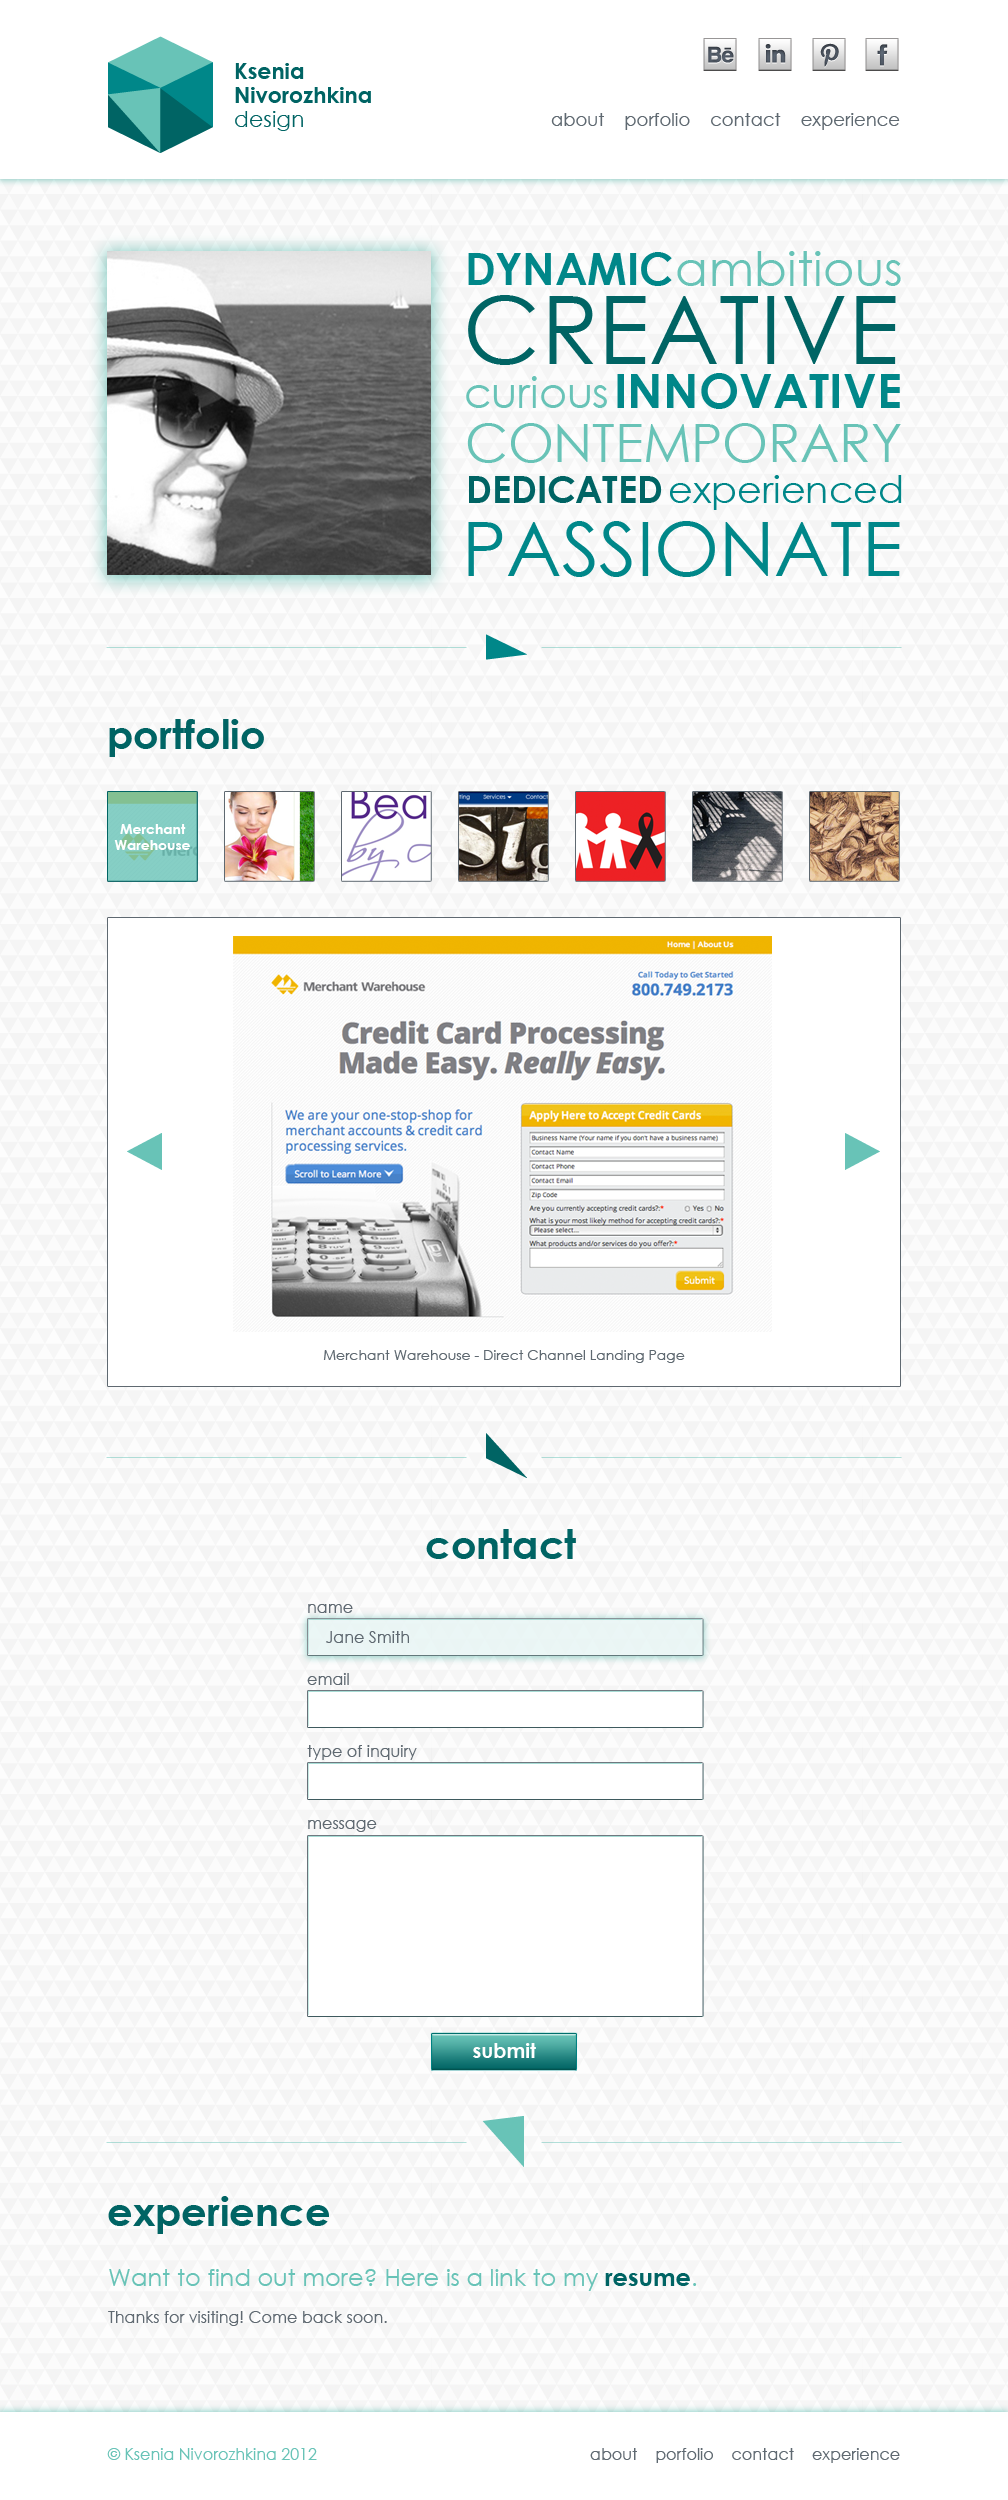 Ksenia
Nivorozhkina
design
Bē in P f
about porfolio contact experience
DYNAMIC ambitious
CREATIVE
curious INNOVATIVE
CONTEMPORARY
DEDICATED experienced
PASSIONATE
portfolio
Merchant
Warehouse
Bea
by
ting Services Contac
Home | About Us
Merchant Warehouse
Call Today to Get Started
800.749.2173
Credit Card Processing
Made Easy. Really Easy.
We are your one-stop-shop for
merchant accounts & credit card
processing services.
Scroll to Learn More
Apply Here to Accept Credit Cards
Business Name (Your name if you don't have a business name)
Contact Name
Contact Phone
Contact Email
Zip Code
Are you currently accepting credit cards?:* Yes No
What is your most likely method for accepting credit cards?:*
Please select...
What products and/or services do you offer?:*
Submit
Merchant Warehouse - Direct Channel Landing Page
contact
name
Jane Smith
email
type of inquiry
message
submit
experience
Want to find out more? Here is a link to my resume.
Thanks for visiting! Come back soon.
© Ksenia Nivorozhkina 2012
about porfolio contact experience